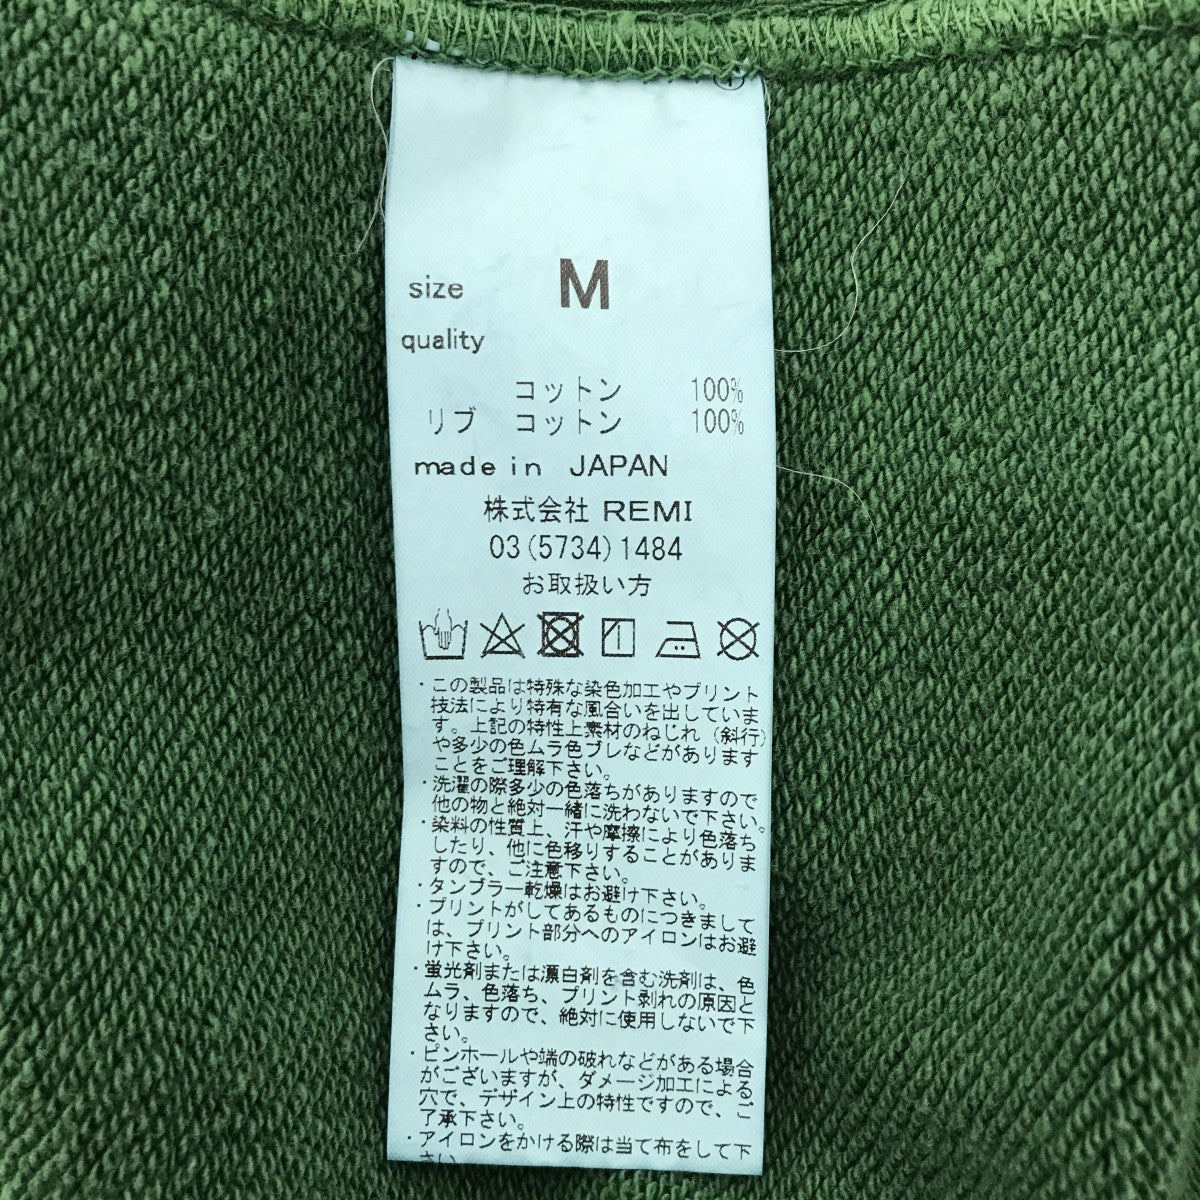 size M
quality
コットン 100%
リブ コットン 100%
made in JAPAN
株式会社 REMI
03(5734)1484
お取扱い方
・この製品は特殊な染色加工やプリント
技法により特有な風合いを出していま
す。上記の特性上素材のねじれ（斜行）
や多少の色ムラ色ブレなどがあります
ことをご理解下さい。
・洗濯の際多少の色落ちがありますので
他の物と絶対一緒に洗わないで下さい。
・染料の性質上、汗や摩擦により色落ち
したり、他に色移りすることがありま
すので、ご注意下さい。
・タンブラー乾燥はお避け下さい。
・プリントがしてあるものにつきまして
は、プリント部分へのアイロンはお避
け下さい。
・蛍光剤または漂白剤を含む洗剤は、色
ムラ、色落ち、プリント剥れの原因と
なりますので、絶対に使用しないで下
さい。
・ピンホールや端の破れなどがある場合
がございますが、ダメージ加工による
穴で、デザイン上の特性ですので、ご
了承下さい。
・アイロンをかける際は当て布をして下
さい。